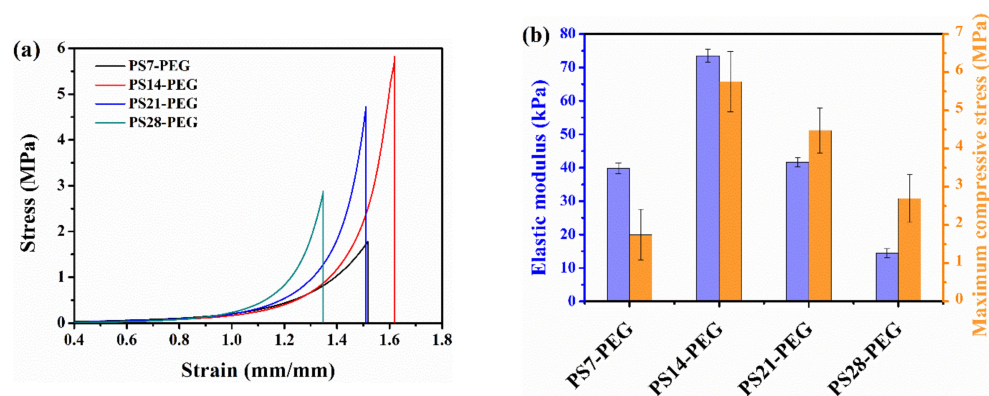 (a)
Stress (MPa)
6
5
4
3
2
1
0
PS7-PEG
PS14-PEG
PS21-PEG
PS28-PEG
0.4 0.6 0.8 1.0 1.2 1.4 1.6 1.8
Strain (mm/mm)
(b)
Elastic modulus (kPa)
80
70
60
50
40
30
20
10
0
7
6
5
4
3
2
1
0
Maximum compressive stress (MPa)
PS7-PEG
PS14-PEG
PS21-PEG
PS28-PEG